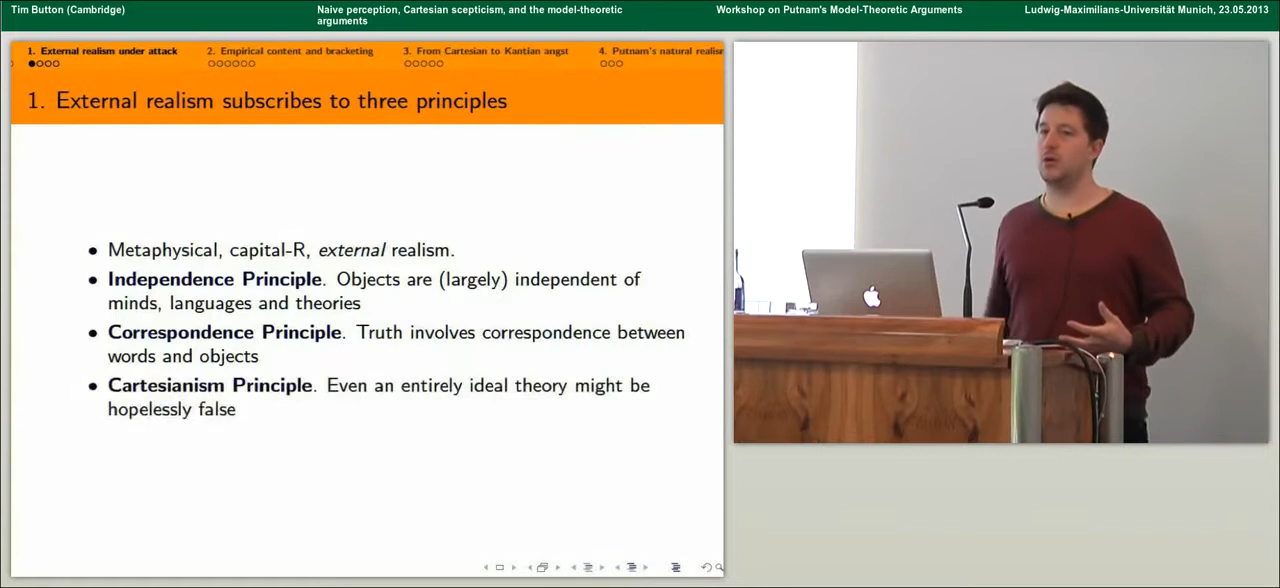 Tim Button (Cambridge)
Naive perception, Cartesian scepticism, and the model-theoretic
arguments
Workshop on Putnam's Model-Theoretic Arguments
Ludwig-Maximilians-Universität Munich, 23.05.2013
1. External realism under attack
2. Empirical content and bracketing
3. From Cartesian to Kantian angst
4. Putnam's natural realisr
1. External realism subscribes to three principles
• Metaphysical, capital-R, external realism.
• Independence Principle. Objects are (largely) independent of
minds, languages and theories
• Correspondence Principle. Truth involves correspondence between
words and objects
• Cartesianism Principle. Even an entirely ideal theory might be
hopelessly false